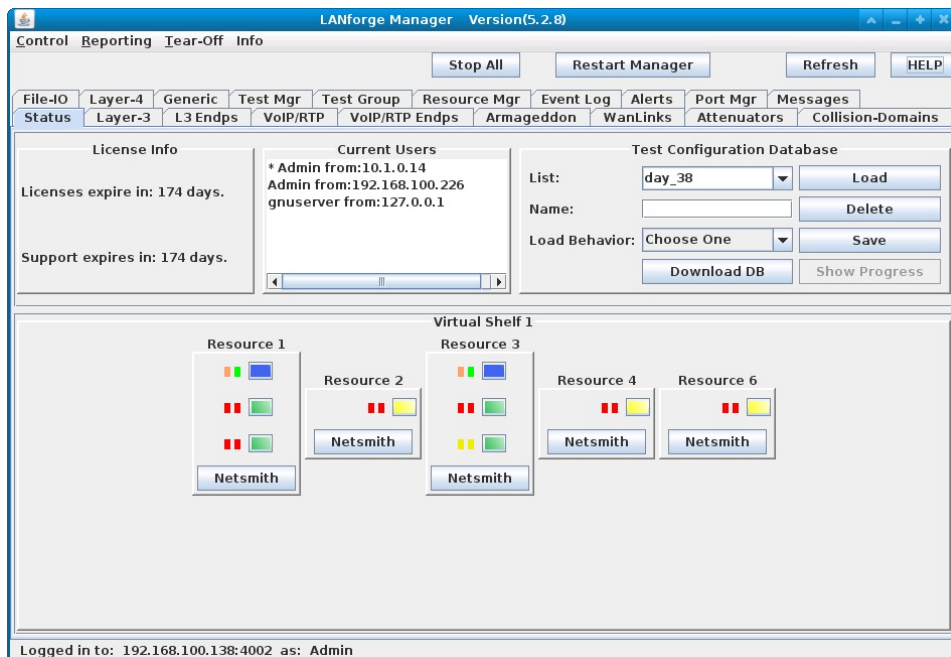 LANforge Manager Version(5.2.8)
Control Reporting Tear-Off Info
Stop All Restart Manager Refresh HELP
File-IO Layer-4 Generic Test Mgr Test Group Resource Mgr Event Log Alerts Port Mgr Messages
Status Layer-3 L3 Endps VoIP/RTP VoIP/RTP Endps Armageddon WanLinks Attenuators Collision-Domains
License Info
Licenses expire in: 174 days.
Support expires in: 174 days.
Current Users
* Admin from:10.1.0.14
Admin from:192.168.100.226
gnuserver from:127.0.0.1
Test Configuration Database
List: day_38 Load
Name: Delete
Load Behavior: Choose One Save
Download DB Show Progress
Virtual Shelf 1
Resource 1
Netsmith
Resource 2
Netsmith
Resource 3
Netsmith
Resource 4
Netsmith
Resource 6
Netsmith
Logged in to: 192.168.100.138:4002 as: Admin